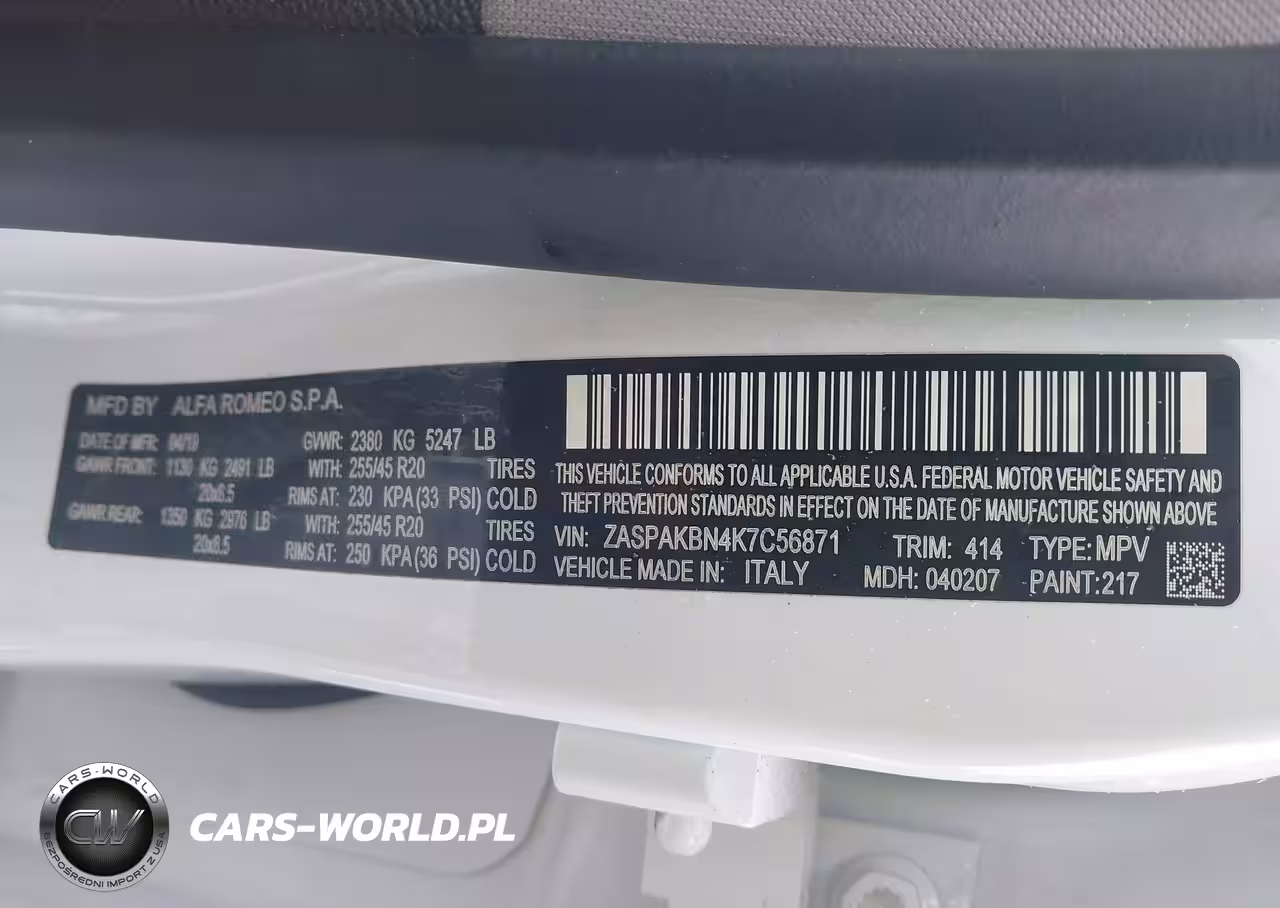 MFD BY ALFA ROMEO S.P.A.
DATE OF MFR: 04/19 GVWR: 2380 KG 5247 LB
GAWR FRONT: 1130 KG 2491 LB WITH: 255/45 R20 TIRES
20x8.5 RIMS AT: 230 KPA (33 PSI) COLD
GAWR REAR: 1350 KG 2976 LB WITH: 255/45 R20 TIRES
20x8.5 RIMS AT: 250 KPA (36 PSI) COLD
THIS VEHICLE CONFORMS TO ALL APPLICABLE U.S.A. FEDERAL MOTOR VEHICLE SAFETY AND
THEFT PREVENTION STANDARDS IN EFFECT ON THE DATE OF MANUFACTURE SHOWN ABOVE
VIN: ZASPAKBN4K7C56871 TRIM: 414 TYPE: MPV
VEHICLE MADE IN: ITALY MDH: 040207 PAINT: 217
CARS-WORLD
CW
BEZPOŚREDNI IMPORT Z USA
CARS-WORLD.PL